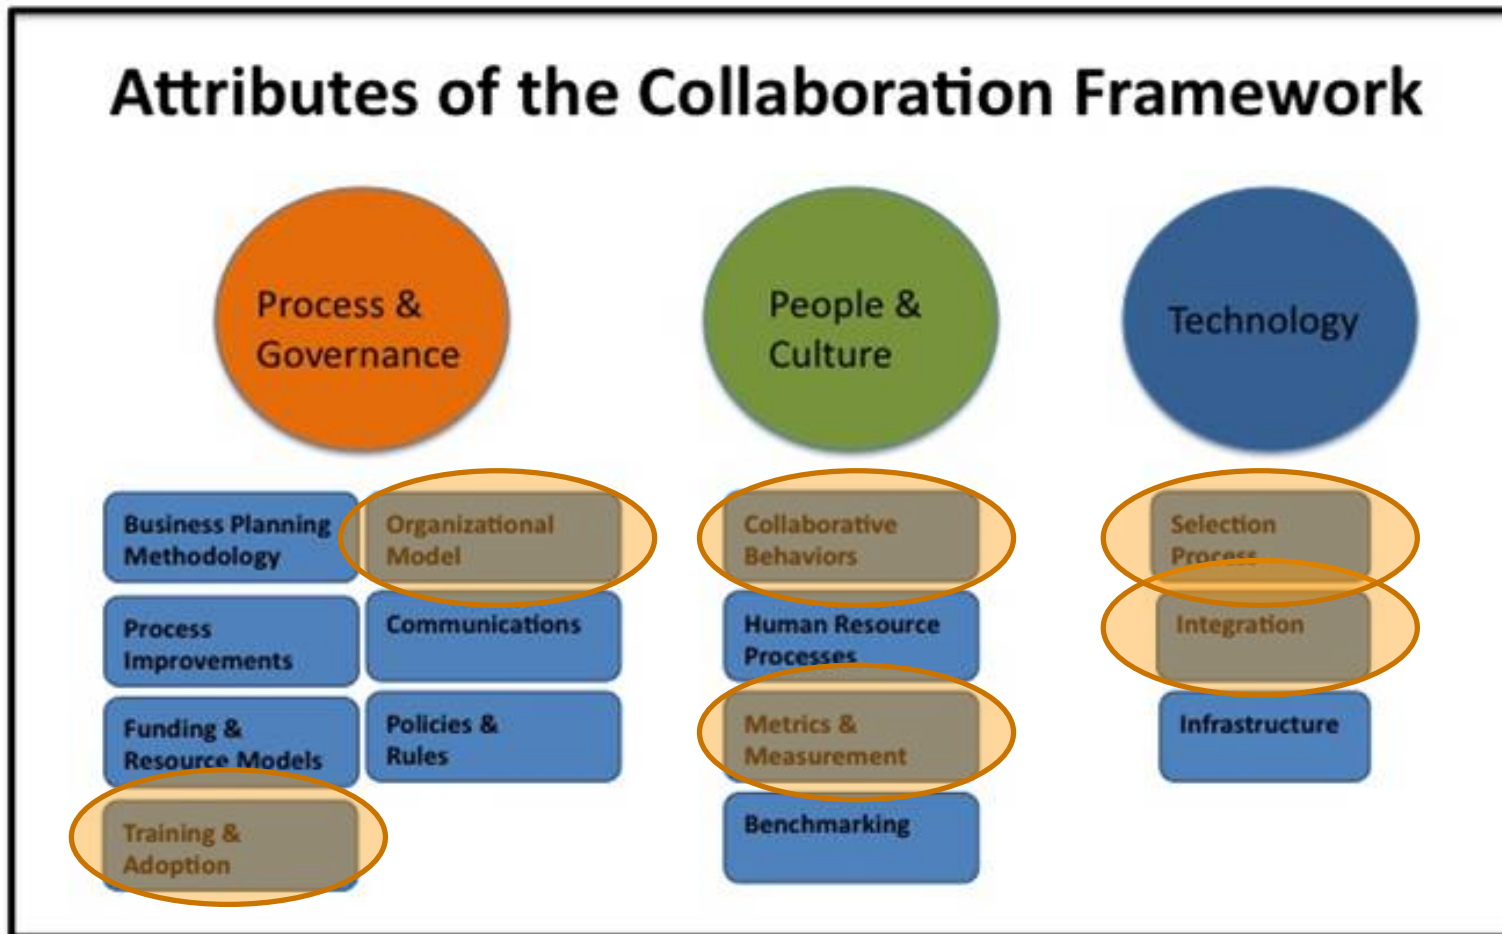 Attributes of the Collaboration Framework
Process &
Governance
People &
Culture
Technology
Business Planning
Methodology
Organizational
Model
Process
Improvements
Communications
Funding &
Resource Models
Policies &
Rules
Training &
Adoption
Collaborative
Behaviors
Human Resource
Processes
Metrics &
Measurement
Benchmarking
Selection
Process
Integration
Infrastructure